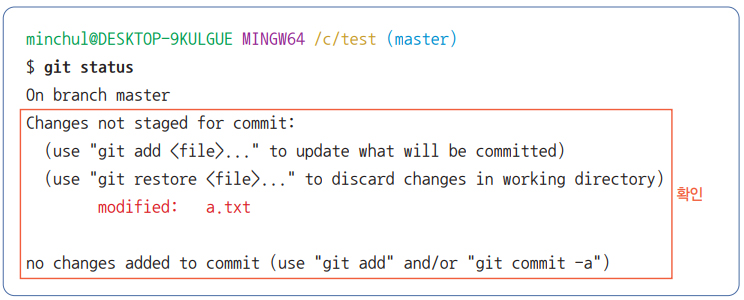 minchul@DESKTOP-9KULGUE MINGW64 /c/test (master)
$ git status
On branch master
Changes not staged for commit:
  (use "git add <file>..." to update what will be committed)
  (use "git restore <file>..." to discard changes in working directory)
        modified:   a.txt
확인
no changes added to commit (use "git add" and/or "git commit -a")